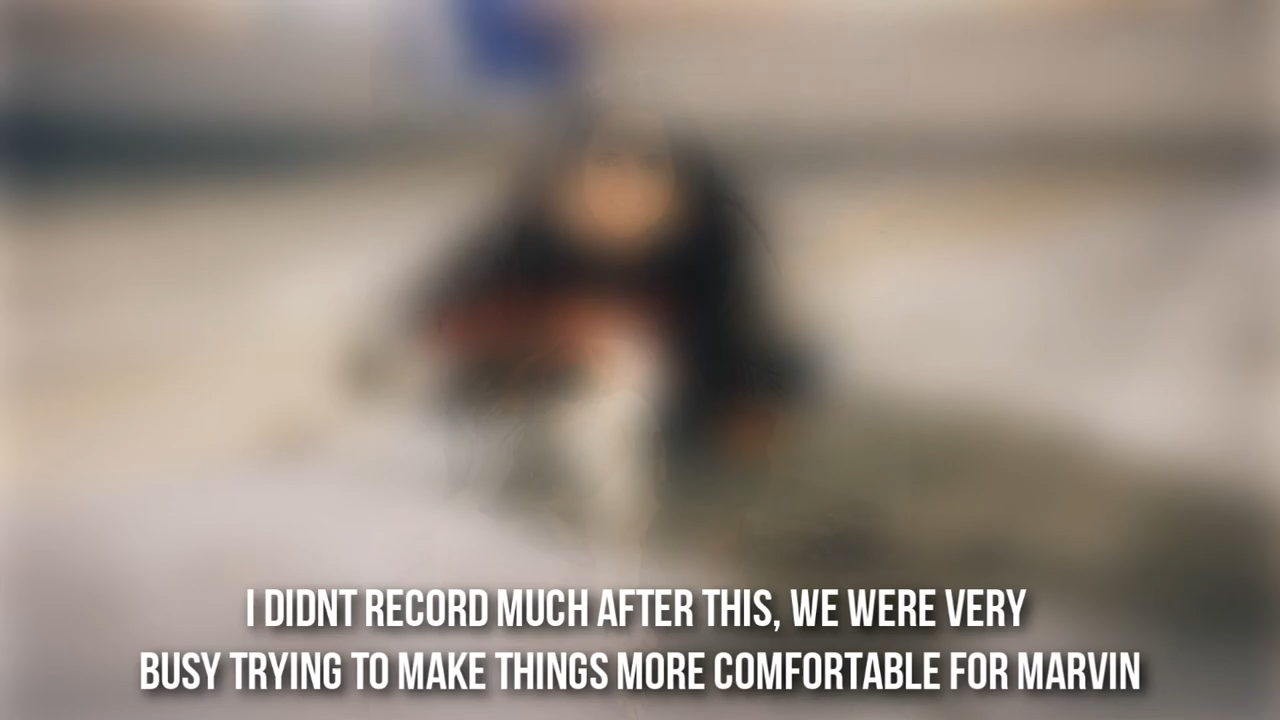 I DIDNT RECORD MUCH AFTER THIS, WE WERE VERY
BUSY TRYING TO MAKE THINGS MORE COMFORTABLE FOR MARVIN